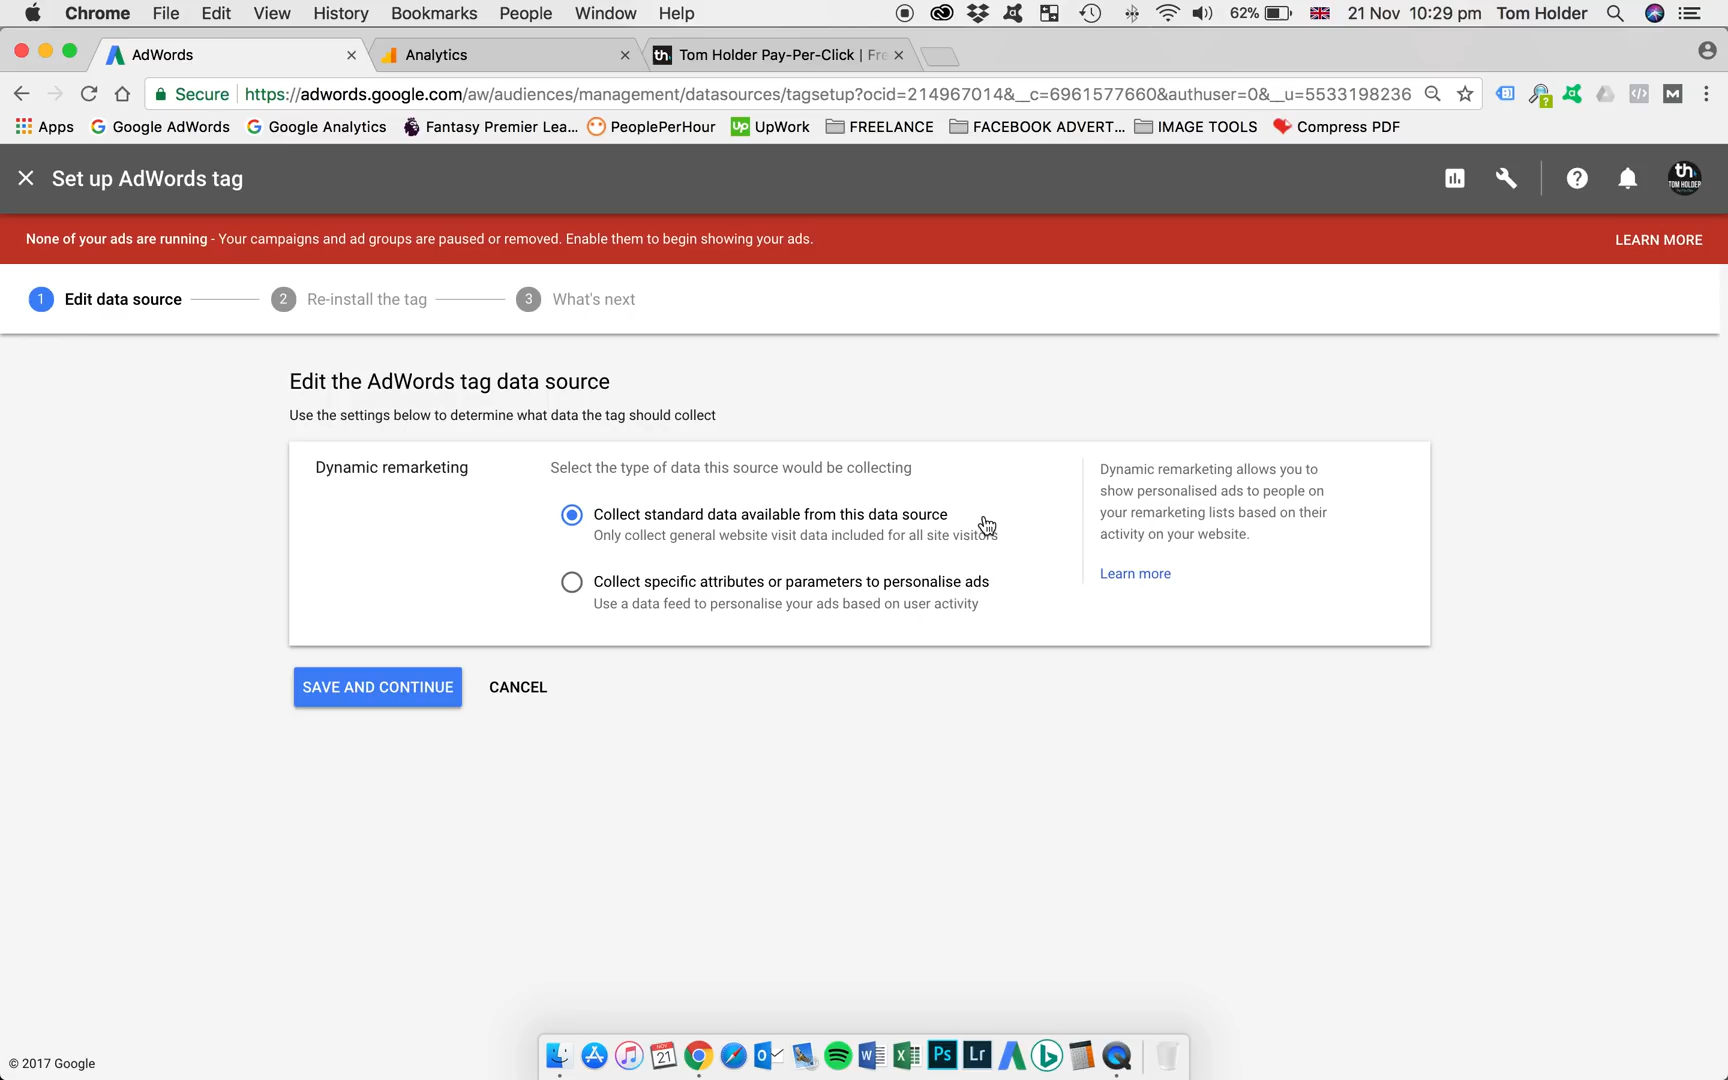 Chrome File Edit View History Bookmarks People Window Help 62% 21 Nov 10:29 pm Tom Holder
AdWords Analytics th Tom Holder Pay-Per-Click | Fre
Secure https://adwords.google.com/aw/audiences/management/datasources/tagsetup?ocid=214967014&__c=6961577660&authuser=0&__u=5533198236
Apps Google AdWords Google Analytics Fantasy Premier Lea... PeoplePerHour Up UpWork FREELANCE FACEBOOK ADVERT... IMAGE TOOLS Compress PDF
Set up AdWords tag
th.
TOM HOLDER
None of your ads are running - Your campaigns and ad groups are paused or removed. Enable them to begin showing your ads. LEARN MORE
1 Edit data source 2 Re-install the tag 3 What's next
Edit the AdWords tag data source
Use the settings below to determine what data the tag should collect
Dynamic remarketing
Select the type of data this source would be collecting
Collect standard data available from this data source
Only collect general website visit data included for all site visitors
Collect specific attributes or parameters to personalise ads
Use a data feed to personalise your ads based on user activity
Dynamic remarketing allows you to
show personalised ads to people on
your remarketing lists based on their
activity on your website.
Learn more
SAVE AND CONTINUE CANCEL
NOV
21
Ps Lr
© 2017 Google